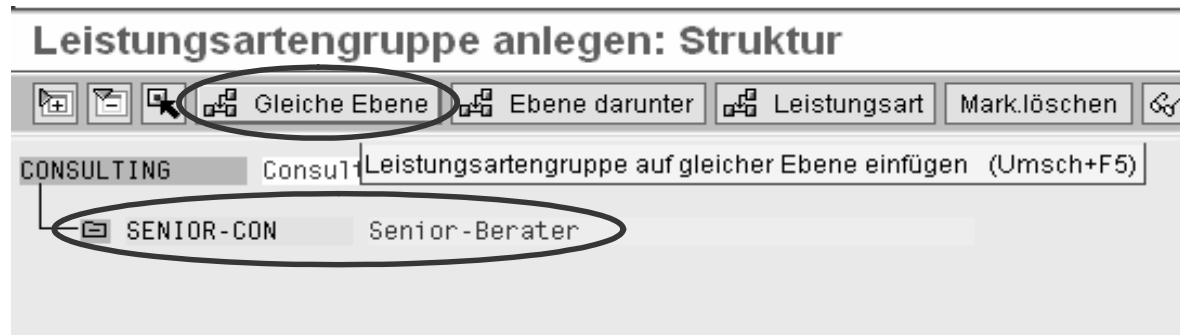 Leistungsartengruppe anlegen: Struktur
Gleiche Ebene Ebene darunter Leistungsart Mark.löschen
CONSULTING Consult Leistungsartengruppe auf gleicher Ebene einfügen (Umsch+F5)
SENIOR-CON Senior-Berater